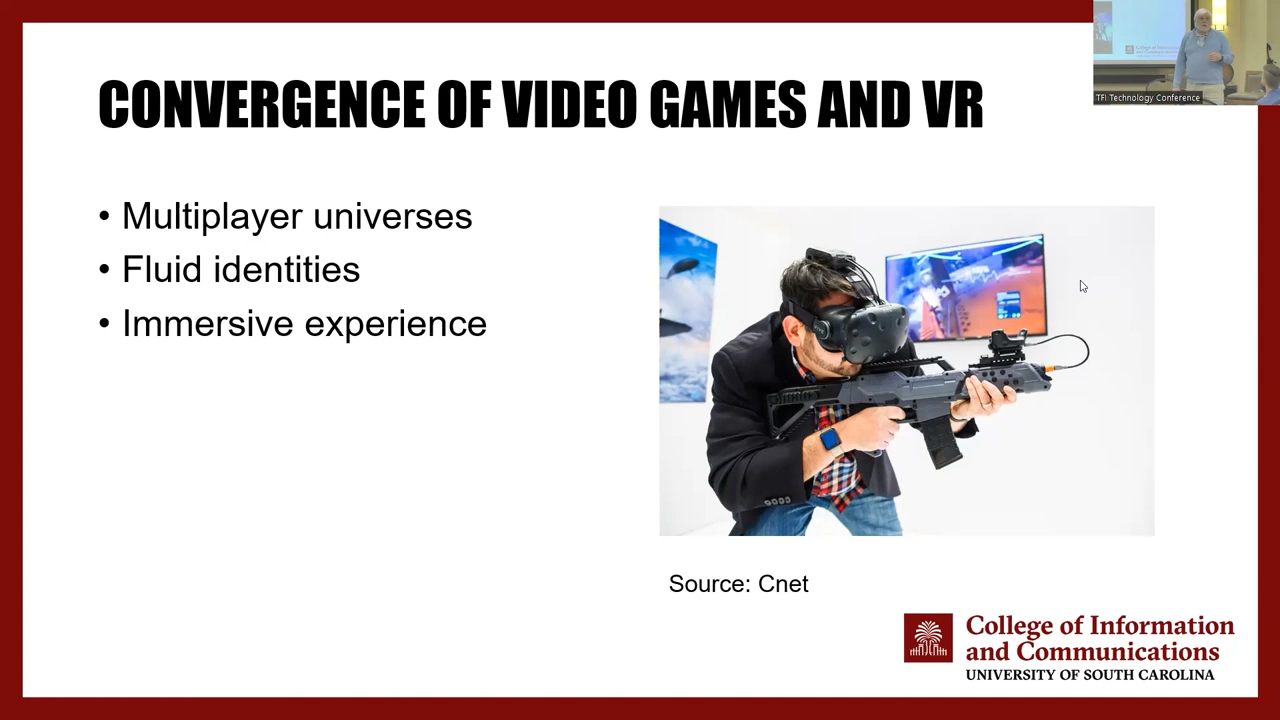 CONVERGENCE OF VIDEO GAMES AND VR
• Multiplayer universes
• Fluid identities
• Immersive experience
Source: Cnet
College of Information
and Communications
UNIVERSITY OF SOUTH CAROLINA
TFI Technology Conference